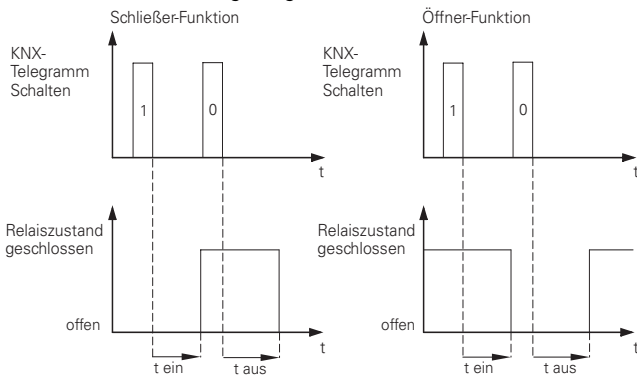 Schließer-Funktion
KNX-
Telegramm
Schalten
1
0
t
Relaiszustand
geschlossen
offen
t
t ein
t aus
Öffner-Funktion
KNX-
Telegramm
Schalten
1
0
t
Relaiszustand
geschlossen
offen
t
t ein
t aus